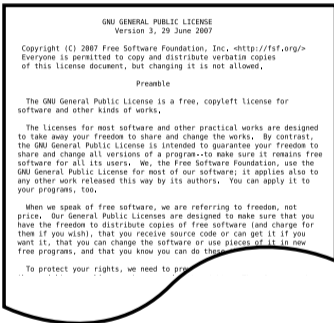 GNU GENERAL PUBLIC LICENSE
Version 3, 29 June 2007
Copyright (C) 2007 Free Software Foundation, Inc. <http://fsf.org/>
Everyone is permitted to copy and distribute verbatim copies
of this license document, but changing it is not allowed.
Preamble
The GNU General Public License is a free, copyleft license for
software and other kinds of works.
The licenses for most software and other practical works are designed
to take away your freedom to share and change the works.  By contrast,
the GNU General Public License is intended to guarantee your freedom to
share and change all versions of a program--to make sure it remains free
software for all its users.  We, the Free Software Foundation, use the
GNU General Public License for most of our software; it applies also to
any other work released this way by its authors.  You can apply it to
your programs, too.
When we speak of free software, we are referring to freedom, not
price.  Our General Public Licenses are designed to make sure that you
have the freedom to distribute copies of free software (and charge for
them if you wish), that you receive source code or can get it if you
want it, that you can change the software or use pieces of it in new
free programs, and that you know you can do these
To protect your rights, we need to pre